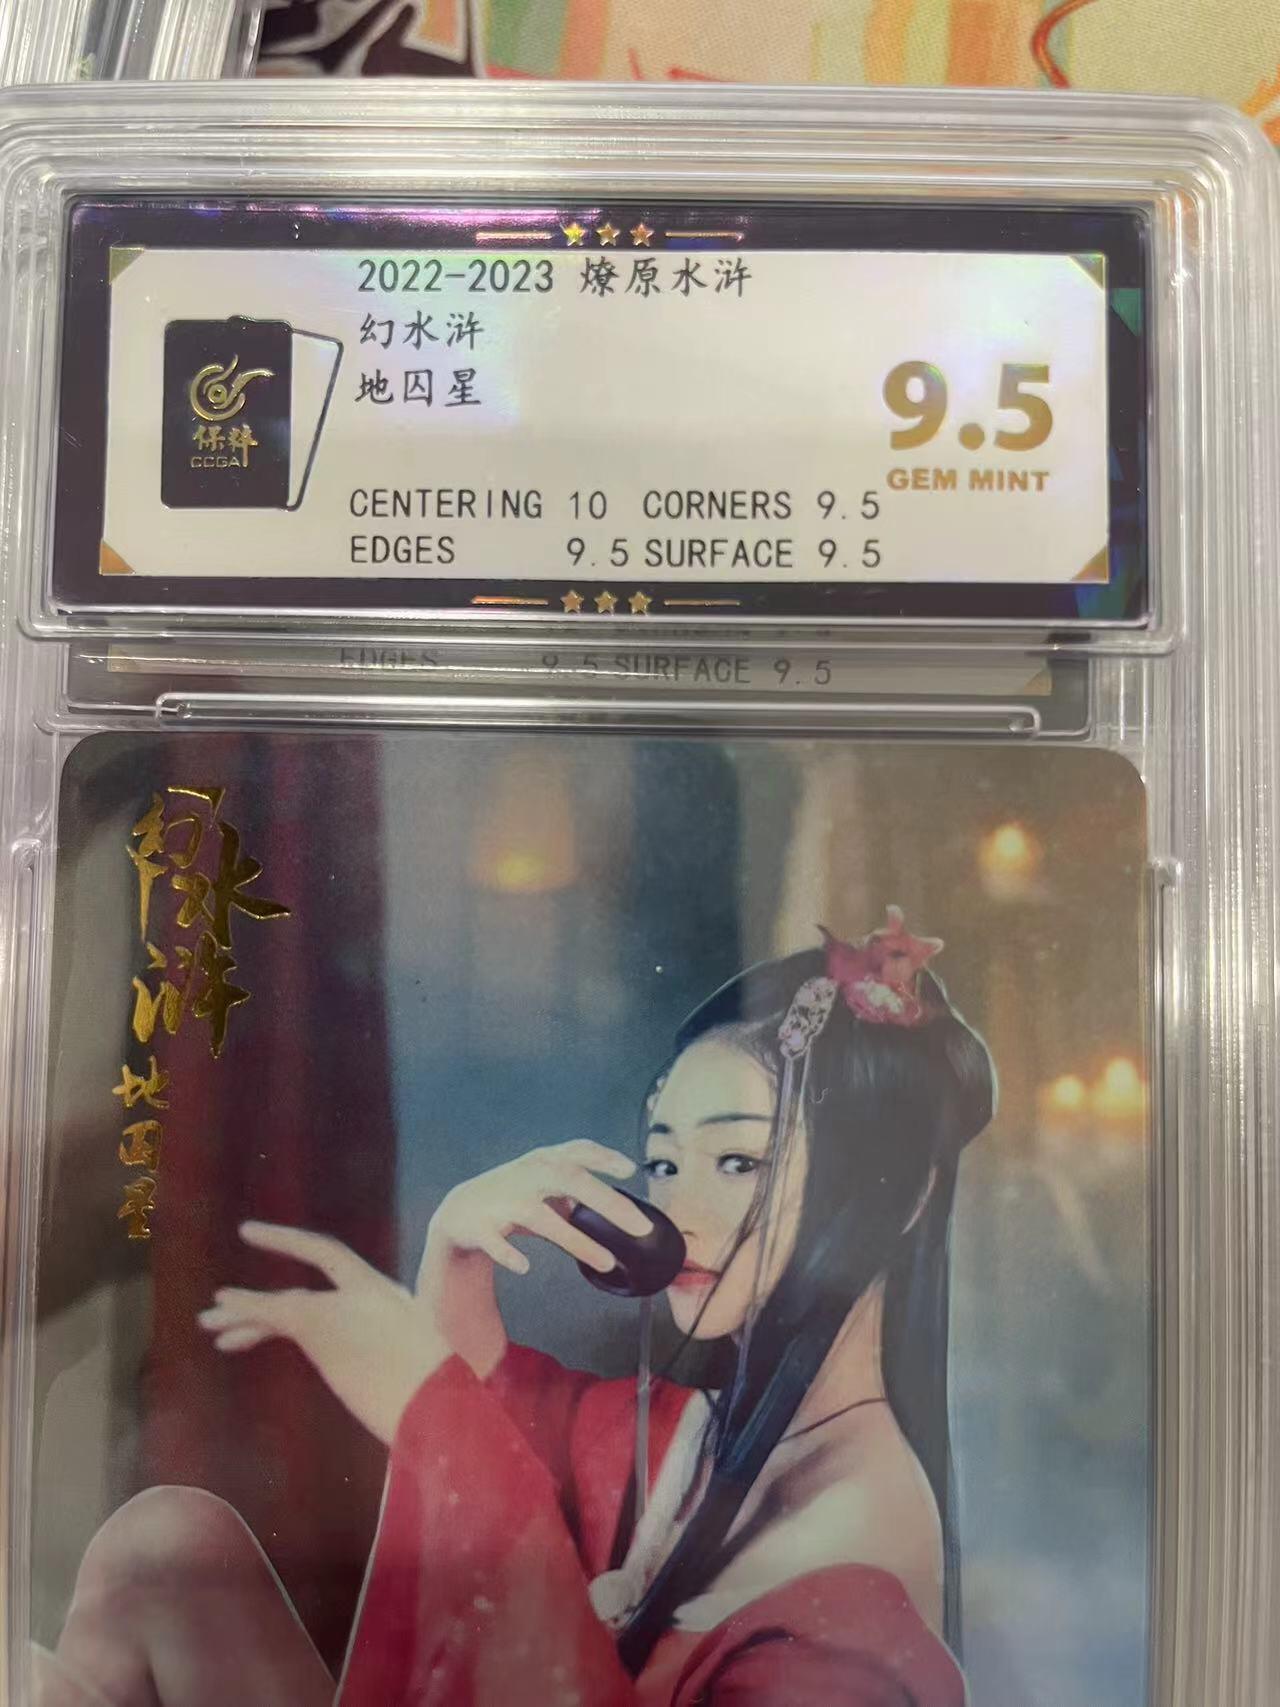 2022-2023 燎原水浒
幻水浒
地囚星
9.5
GEM MINT
保粹
CCGA
CENTERING 10 CORNERS 9.5
EDGES 9.5 SURFACE 9.5
EDGES 9.5 SURFACE 9.5
幻水浒
地囚星